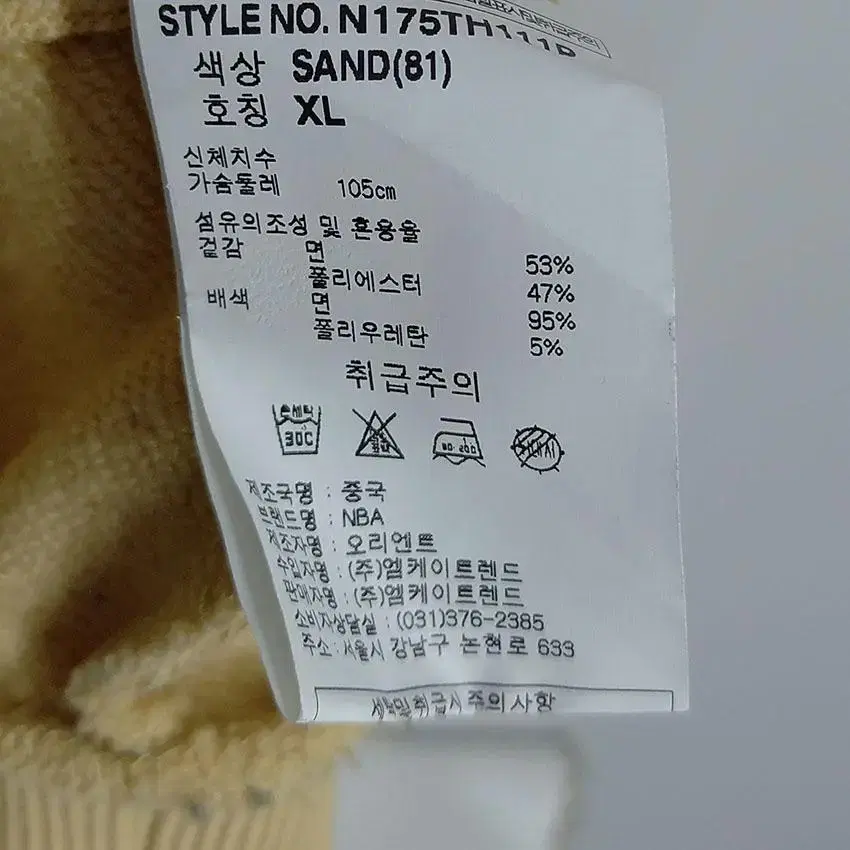 STYLE NO. N175TH111P
색상 SAND(81)
호칭 XL
신체치수
가슴둘레 105cm
섬유의조성 및 혼용율
겉감 면 53%
폴리에스터 47%
배색 면 95%
폴리우레탄 5%
취급주의
손세탁
30C
제조국명 : 중국
브랜드명 : NBA
제조자명 : 오리엔트
수입자명 : (주)엠케이트렌드
판매자명 : (주)엠케이트렌드
소비자상담실 : (031)376-2385
주소 : 서울시 강남구 논현로 633
세탁및취급시주의사항